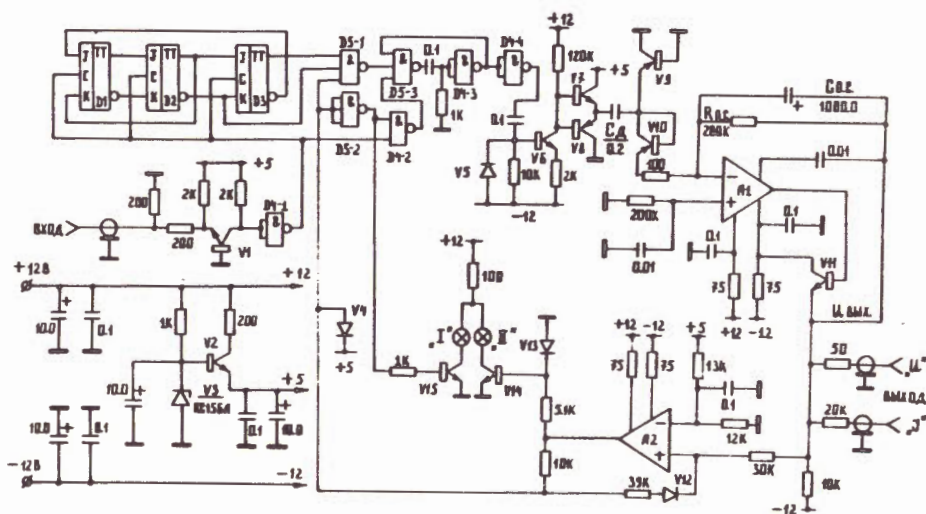 J TT C K D1
J TT C K D2
J TT C K D3
D5-1 &
D5-2 &
D5-3 &
0.1
1K
D4-3 &
D4-4 &
D4-2 &
+12
120K
V7
+5
V8
CД
0.2
V9
V10
100
0.1
V5
10K
V6
2K
-12
Cо.с.
1000.0
+
Rо.с.
200K
0.01
A1
- +
200K
0.01
0.1
0.1
75
75
+12
-12
V11
U вых.
+5
200
2K
2K
D4-1 &
ВХОД
200
V1
+12В
+12
10.0
+
0.1
1K
V2
200
V3
КС156А
10.0
+
+5
0.1
10.0
+
10.0
+
0.1
-12В
-12
V4
+5
+12
100
"I"
"II"
1K
V15
V14
V13
5.1K
10K
+12
-12
75
75
+5
13K
0.1
12K
A2
- +
39K
V12
30K
50
"U"
ВЫХОД
20K
"J"
10K
-12